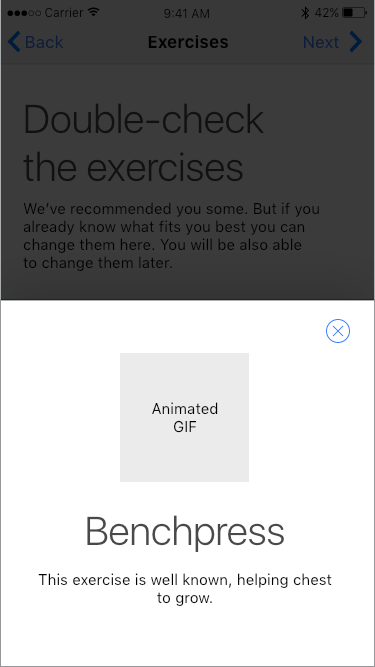 Carrier 9:41 AM 42%
Back Exercises Next
Double-check
the exercises
We’ve recommended you some. But if you
already know what fits you best you can
change them here. You will be also able
to change them later.
Animated
GIF
Benchpress
This exercise is well known, helping chest
to grow.